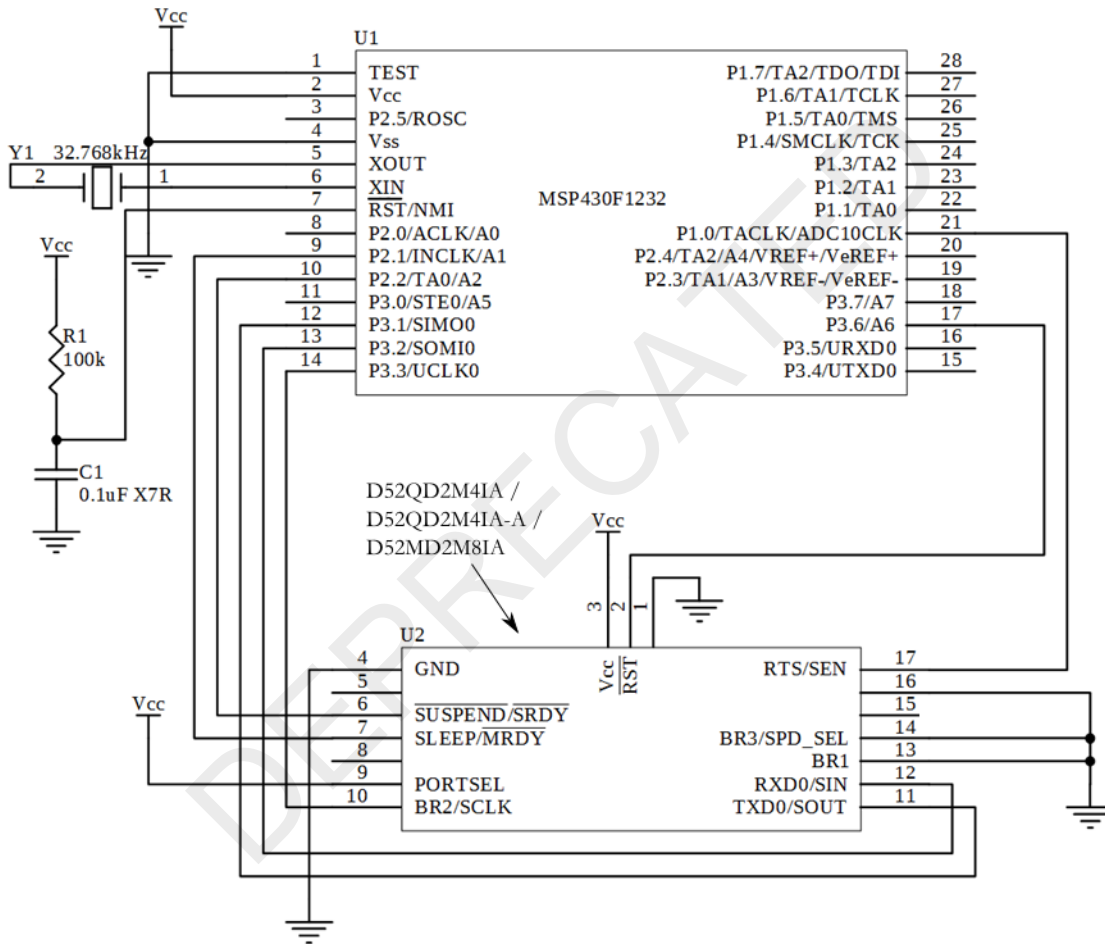 Vcc
U1
1 TEST
2 Vcc
3 P2.5/ROSC
4 Vss
5 XOUT
6 XIN
7 RST/NMI
8 P2.0/ACLK/A0
9 P2.1/INCLK/A1
10 P2.2/TA0/A2
11 P3.0/STE0/A5
12 P3.1/SIMO0
13 P3.2/SOMI0
14 P3.3/UCLK0
MSP430F1232
P1.7/TA2/TDO/TDI 28
P1.6/TA1/TCLK 27
P1.5/TA0/TMS 26
P1.4/SMCLK/TCK 25
P1.3/TA2 24
P1.2/TA1 23
P1.1/TA0 22
P1.0/TACLK/ADC10CLK 21
P2.4/TA2/A4/VREF+/VeREF+ 20
P2.3/TA1/A3/VREF-/VeREF- 19
P3.7/A7 18
P3.6/A6 17
P3.5/URXD0 16
P3.4/UTXD0 15
Y1 32.768kHz
2 1
Vcc
R1
100k
C1
0.1uF X7R
D52QD2M4IA /
D52QD2M4IA-A /
D52MD2M8IA
Vcc
3 2 1
U2
Vcc
RST
4 GND
5
6 SUSPEND/SRDY
7 SLEEP/MRDY
8
9 PORTSEL
10 BR2/SCLK
Vcc
RTS/SEN 17
16
15
BR3/SPD_SEL 14
BR1 13
RXD0/SIN 12
TXD0/SOUT 11
DEPRECATED